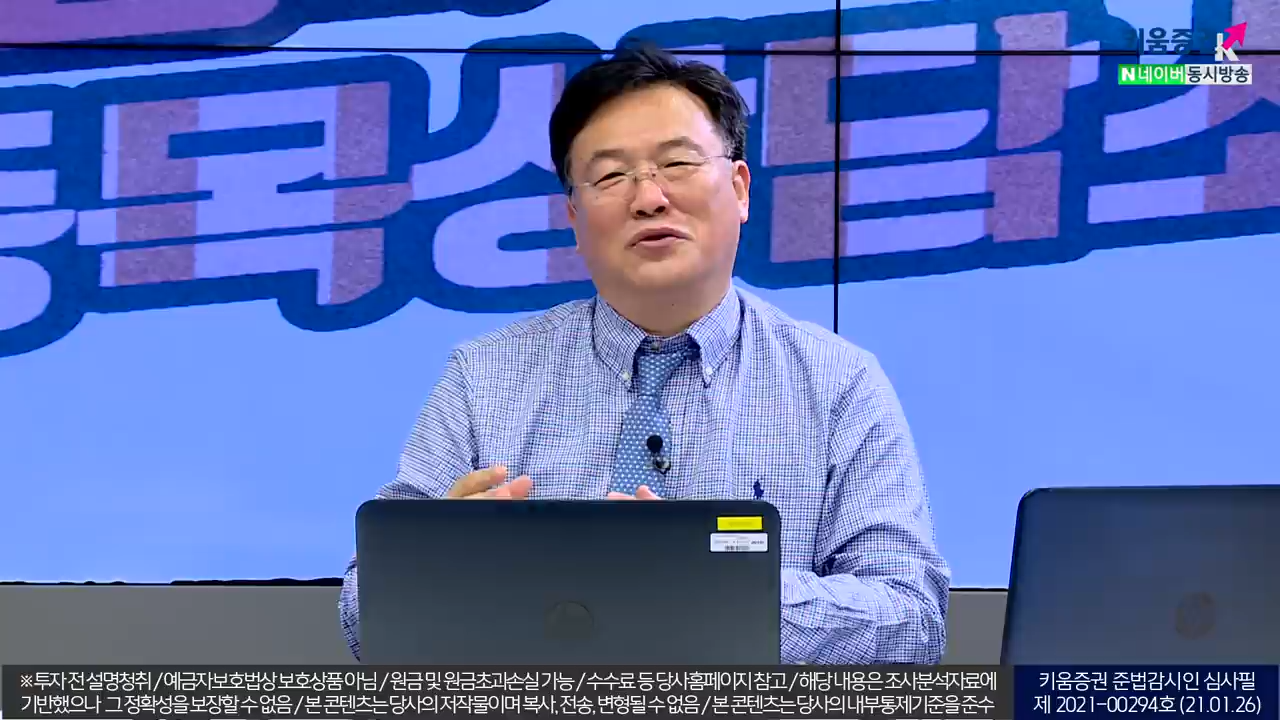 키움증권
N 네이버 동시방송
종목상담소
※ 투자 전 설명청취 / 예금자보호법상 보호상품 아님 / 원금 및 원금초과손실 가능 / 수수료 등 당사홈페이지 참고 / 해당 내용은 조사분석자료에
기반했으나 그 정확성을 보장할 수 없음 / 본 콘텐츠는 당사의 저작물이며 복사, 전송, 변형될 수 없음 / 본 콘텐츠는 당사의 내부통제기준을 준수
키움증권 준법감시인 심사필
제 2021-00294호 (21.01.26)